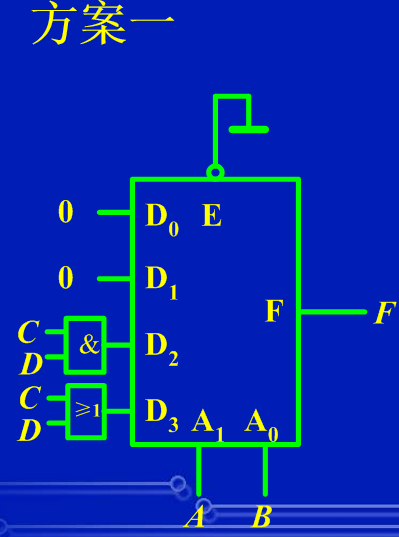 方案一
0 D₀ E
0 D₁
F F
C
& D₂
D
C
≥1 D₃ A₁ A₀
D
A B